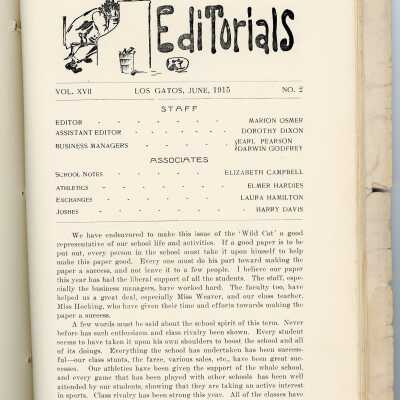 EdiTorials
VOL. XVII LOS GATOS, JUNE, 1915 NO. 2
STAFF
EDITOR - - - - - MARION OSMER
ASSISTANT EDITOR - - - - - DOROTHY DIXON
BUSINESS MANAGERS - - - - - {EARL PEARSON
{DARWIN GODFREY
ASSOCIATES
SCHOOL NOTES - - - - - ELIZABETH CAMPBELL
ATHLETICS - - - - - - ELMER HARDIES
EXCHANGES - - - - - - LAURA HAMILTON
JOSHES - - - - - - HARRY DAVIS
We have endeavored to make this issue of the 'Wild Cat' a good
representative of our school life and activities. If a good paper is to be
put out, every person in the school must take it upon himself to help
make this paper good. Every one must do his part toward making the
paper a success, and not leave it to a few people. I believe our paper
this year has had the liberal support of all the students. The staff, espe-
cially the business managers, have worked hard. The faculty too, have
helped us a great deal, especially Miss Weaver, and our class teacher,
Miss Hocking, who have given their time and efforts towards making the
paper a success.
A few words must be said about the school spirit of this term. Never
before has such enthusiasm and class rivalry been shown. Every student
seems to have taken it upon his own shoulders to boost the school and all
of its doings. Everything the school has undertaken has been success-
ful—our class stunts, the farce, various sales, etc., have been great suc-
cesses. Our athletics have been given the support of the whole school,
and every game that has been played with other schools has been well
attended by our students, showing that they are taking an active interest
in sports. Class rivalry has been strong this year. All of the classes have